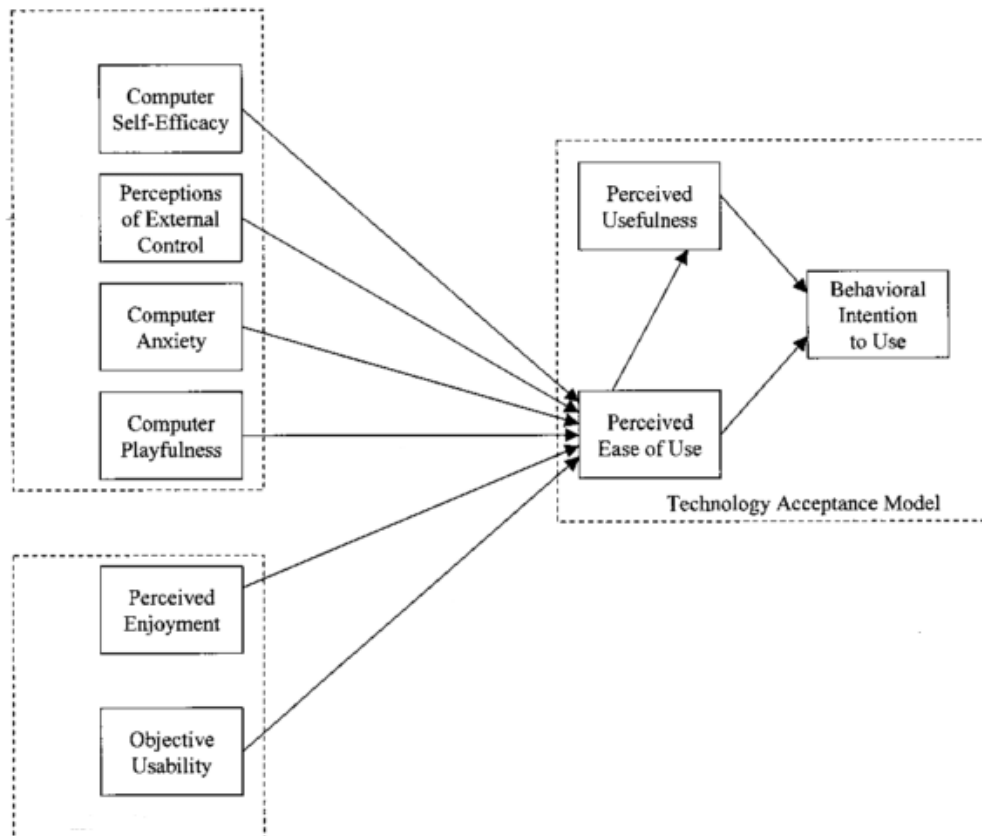 Computer
Self-Efficacy
Perceptions
of External
Control
Computer
Anxiety
Computer
Playfulness
Perceived
Enjoyment
Objective
Usability
Perceived
Usefulness
Behavioral
Intention
to Use
Perceived
Ease of Use
Technology Acceptance Model